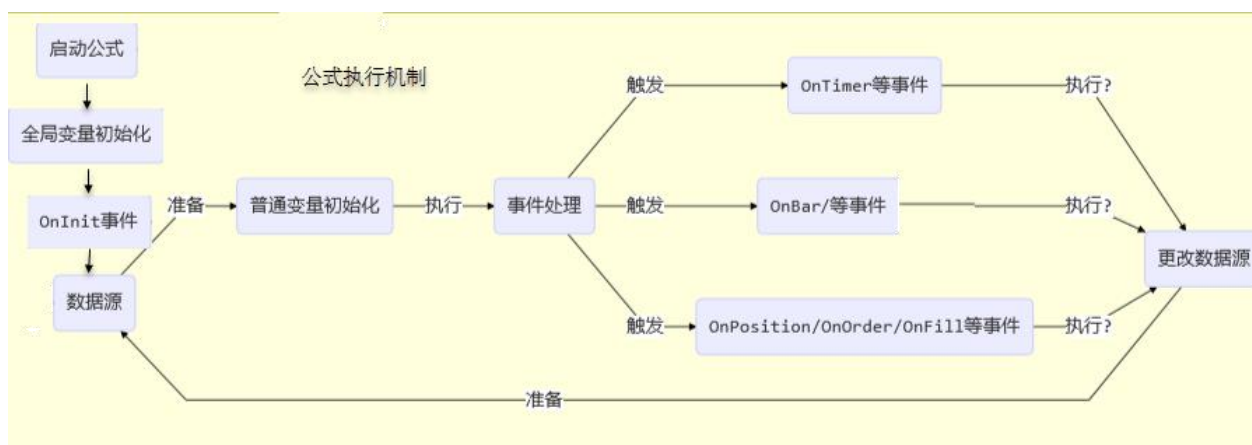 启动公式
公式执行机制
全局变量初始化
OnInit事件
数据源
准备
普通变量初始化
执行
事件处理
触发
OnTimer等事件
执行?
触发
OnBar/等事件
执行?
触发
OnPosition/OnOrder/OnFill等事件
执行?
更改数据源
准备